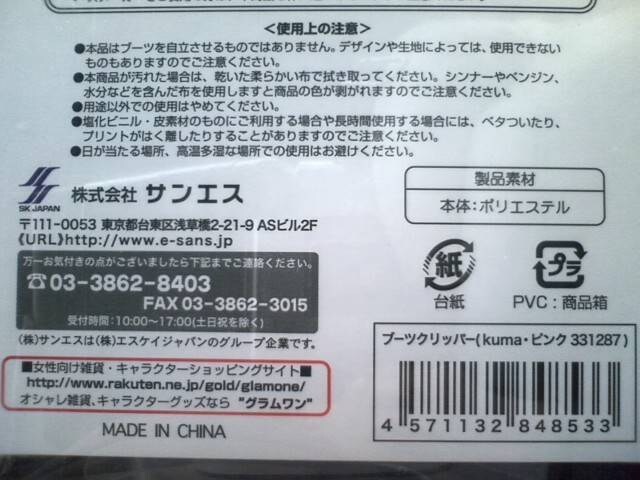 <使用上の注意>
●本品はブーツを自立させるものではありません。デザインや生地によっては、使用できない
ものもありますのでご注意ください。
●本商品が汚れた場合は、乾いた柔らかい布で拭き取ってください。シンナーやベンジン、
水分などを含んだ布を使用しますと商品の色が剥がれますのでご注意ください。
●用途以外での使用はやめてください。
●塩化ビニル・皮素材のものにご利用する場合や長時間使用する場合には、ベタついたり、
プリントがはく離したりすることがありますのでご注意ください。
●日が当たる場所、高温多湿な場所での使用はお避けください。
SK JAPAN
株式会社 サンエス
〒111-0053 東京都台東区浅草橋2-21-9 ASビル2F
《URL》http://www.e-sans.jp
万一お気付きの点がございましたら下記までご連絡ください。
☎03-3862-8403
FAX 03-3862-3015
受付時間:10:00〜17:00(土日祝を除く)
(株)サンエスは(株)エスケイジャパンのグループ企業です。
■女性向け雑貨・キャラクターショッピングサイト■
http://www.rakuten.ne.jp/gold/glamone/
オシャレ雑貨、キャラクターグッズなら "グラムワン"
MADE IN CHINA
製品素材
本体:ポリエステル
紙
台紙
プラ
PVC:商品箱
ブーツクリッパー(kuma・ピンク 331287)
4 571132 848533